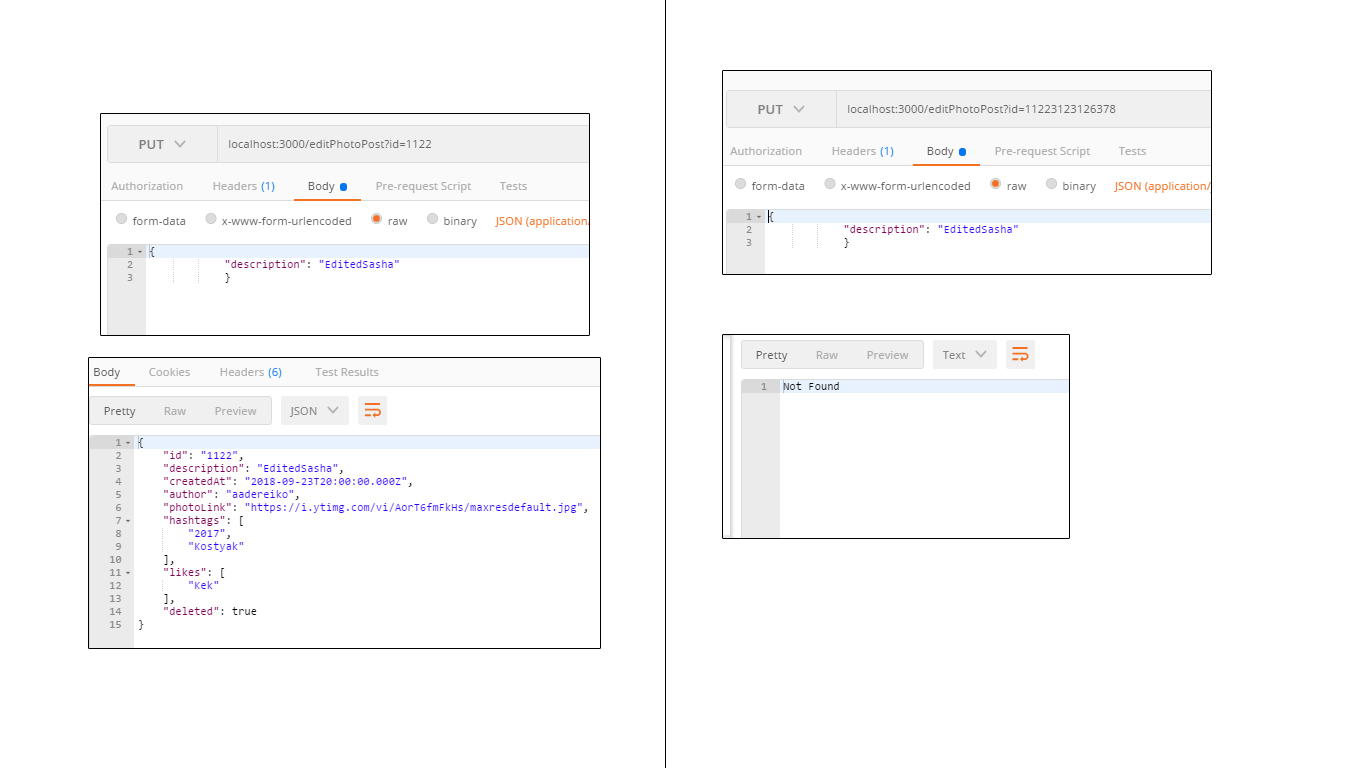 PUT localhost:3000/editPhotoPost?id=1122
Authorization Headers (1) Body Pre-request Script Tests
form-data x-www-form-urlencoded raw binary JSON (application/
1 {
2 "description": "EditedSasha"
3 }
Body Cookies Headers (6) Test Results
Pretty Raw Preview JSON
1 {
2 "id": "1122",
3 "description": "EditedSasha",
4 "createdAt": "2018-09-23T20:00:00.000Z",
5 "author": "aadereiko",
6 "photoLink": "https://i.ytimg.com/vi/AorT6fmFkHs/maxresdefault.jpg",
7 "hashtags": [
8 "2017",
9 "Kostyak"
10 ],
11 "likes": [
12 "Kek"
13 ],
14 "deleted": true
15 }
PUT localhost:3000/editPhotoPost?id=11223123126378
Authorization Headers (1) Body Pre-request Script Tests
form-data x-www-form-urlencoded raw binary JSON (application/
1 {
2 "description": "EditedSasha"
3 }
Pretty Raw Preview Text
1 Not Found